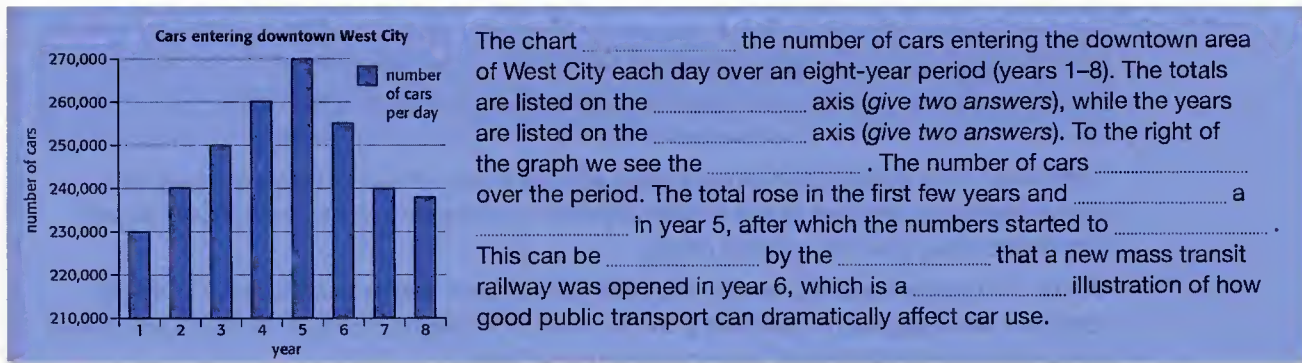 Cars entering downtown West City
270,000
260,000
250,000
240,000
230,000
220,000
210,000
number of cars
1 2 3 4 5 6 7 8
year
number
of cars
per day
The chart .................... the number of cars entering the downtown area
of West City each day over an eight-year period (years 1–8). The totals
are listed on the .................... axis (give two answers), while the years
are listed on the .................... axis (give two answers). To the right of
the graph we see the .................... . The number of cars ....................
over the period. The total rose in the first few years and .................... a
.................... in year 5, after which the numbers started to .................... .
This can be .................... by the .................... that a new mass transit
railway was opened in year 6, which is a .................... illustration of how
good public transport can dramatically affect car use.